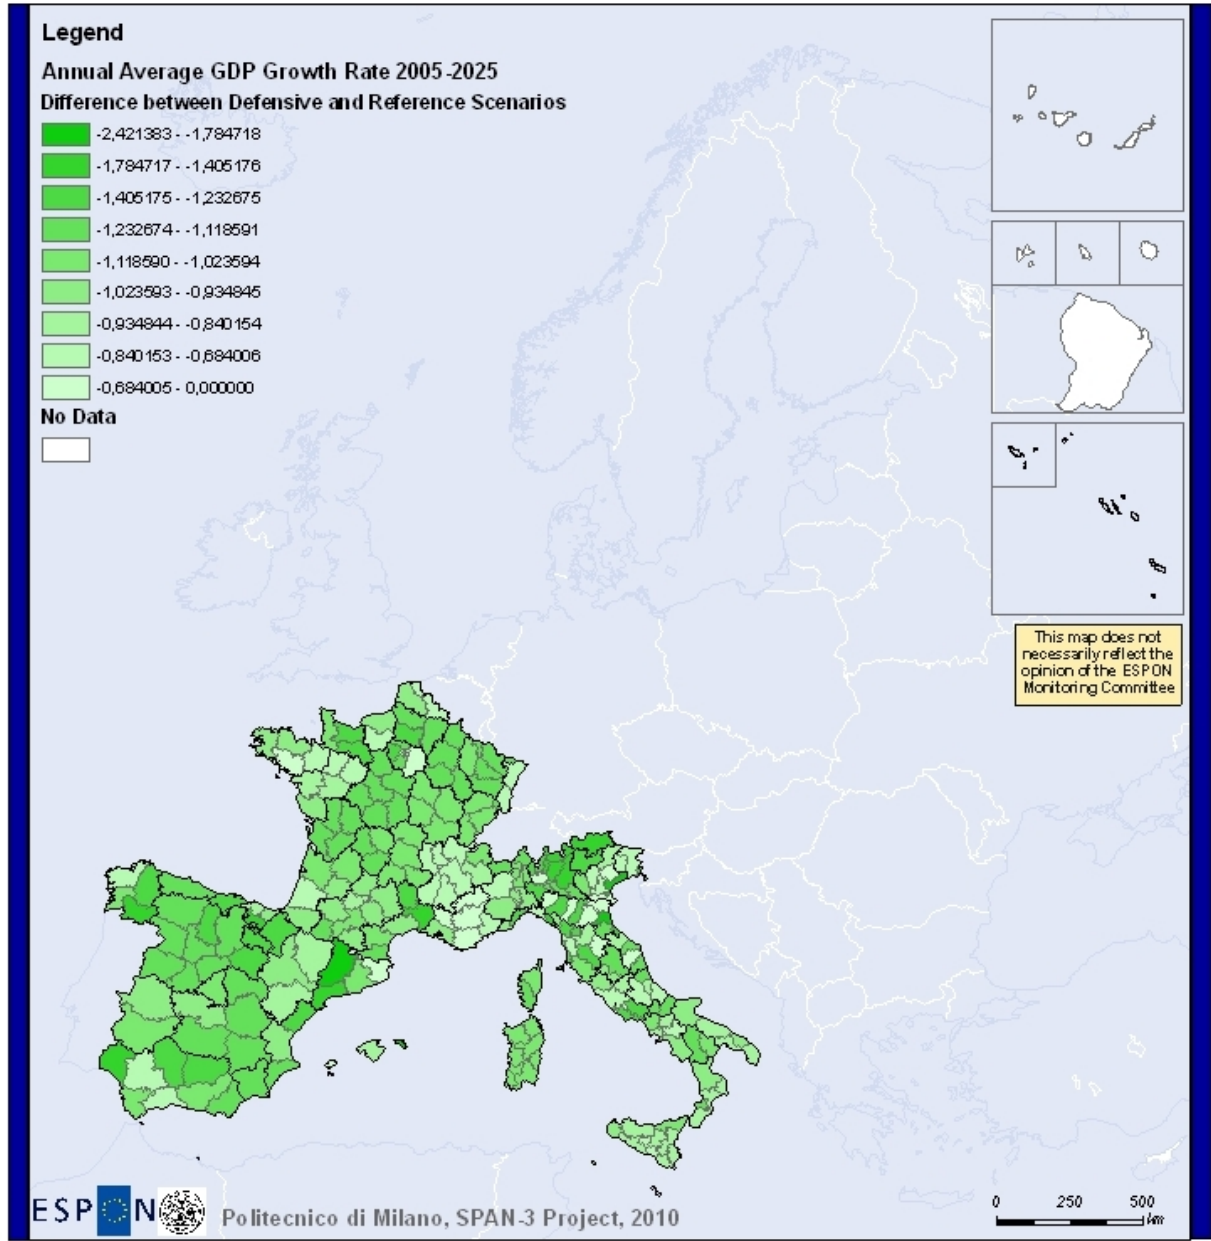 Legend
Annual Average GDP Growth Rate 2005-2025
Difference between Defensive and Reference Scenarios
-2,421383 - -1,784718
-1,784717 - -1,405176
-1,405175 - -1,232675
-1,232674 - -1,118591
-1,118590 - -1,023594
-1,023593 - -0,934845
-0,934844 - -0,840154
-0,840153 - -0,684006
-0,684005 - 0,000000
No Data
This map does not
necessarily reflect the
opinion of the ESPON
Monitoring Committee
ESPON
Politecnico di Milano, SPAN-3 Project, 2010
0 250 500
km